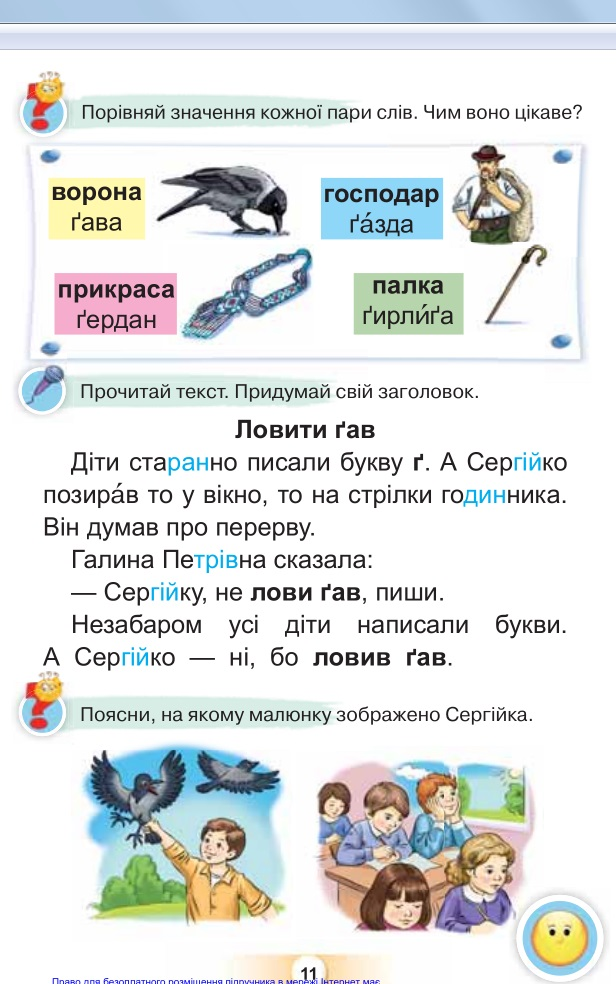 Порівняй значення кожної пари слів. Чим воно цікаве?
ворона
ґава
господар
ґа́зда
прикраса
ґердан
палка
ґирли́ґа
Прочитай текст. Придумай свій заголовок.
Ловити ґав
Діти старанно писали букву ґ. А Сергійко
позира́в то у вікно, то на стрілки годинника.
Він думав про перерву.
Галина Петрівна сказала:
— Сергійку, не лови ґав, пиши.
Незабаром усі діти написали букви.
А Сергійко — ні, бо ловив ґав.
Поясни, на якому малюнку зображено Сергійка.
11
Право для безоплатного розміщення підручника в мережі Інтернет має